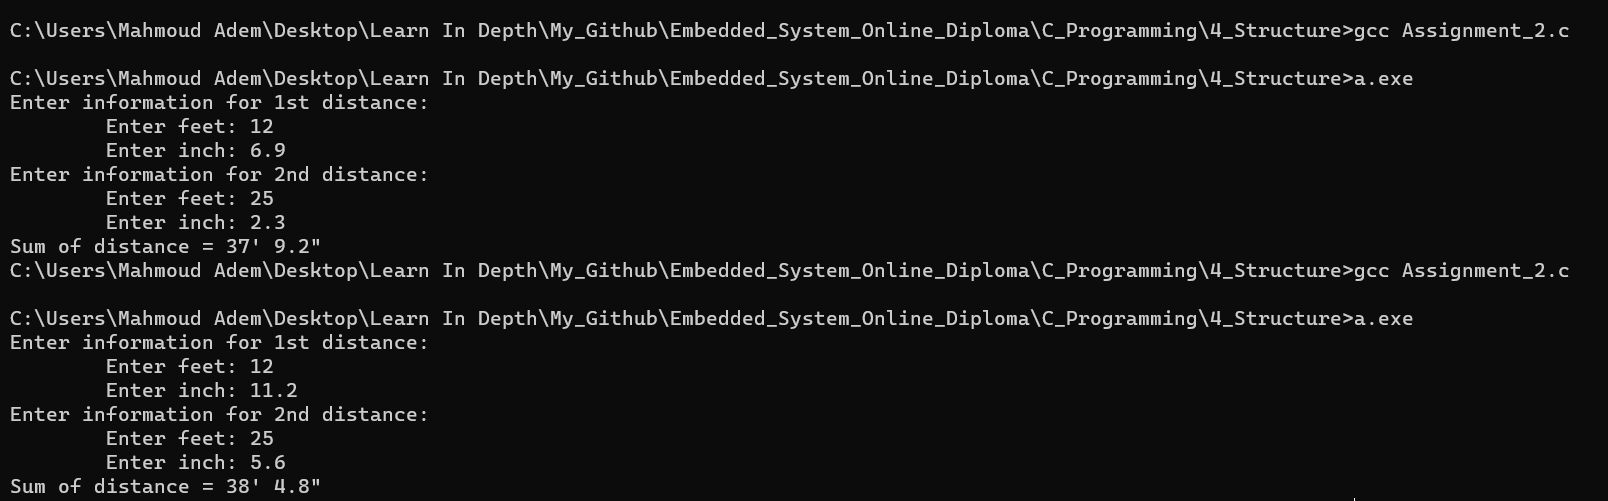 C:\Users\Mahmoud Adem\Desktop\Learn In Depth\My_Github\Embedded_System_Online_Diploma\C_Programming\4_Structure>gcc Assignment_2.c
C:\Users\Mahmoud Adem\Desktop\Learn In Depth\My_Github\Embedded_System_Online_Diploma\C_Programming\4_Structure>a.exe
Enter information for 1st distance:
Enter feet: 12
Enter inch: 6.9
Enter information for 2nd distance:
Enter feet: 25
Enter inch: 2.3
Sum of distance = 37' 9.2"
C:\Users\Mahmoud Adem\Desktop\Learn In Depth\My_Github\Embedded_System_Online_Diploma\C_Programming\4_Structure>gcc Assignment_2.c
C:\Users\Mahmoud Adem\Desktop\Learn In Depth\My_Github\Embedded_System_Online_Diploma\C_Programming\4_Structure>a.exe
Enter information for 1st distance:
Enter feet: 12
Enter inch: 11.2
Enter information for 2nd distance:
Enter feet: 25
Enter inch: 5.6
Sum of distance = 38' 4.8"